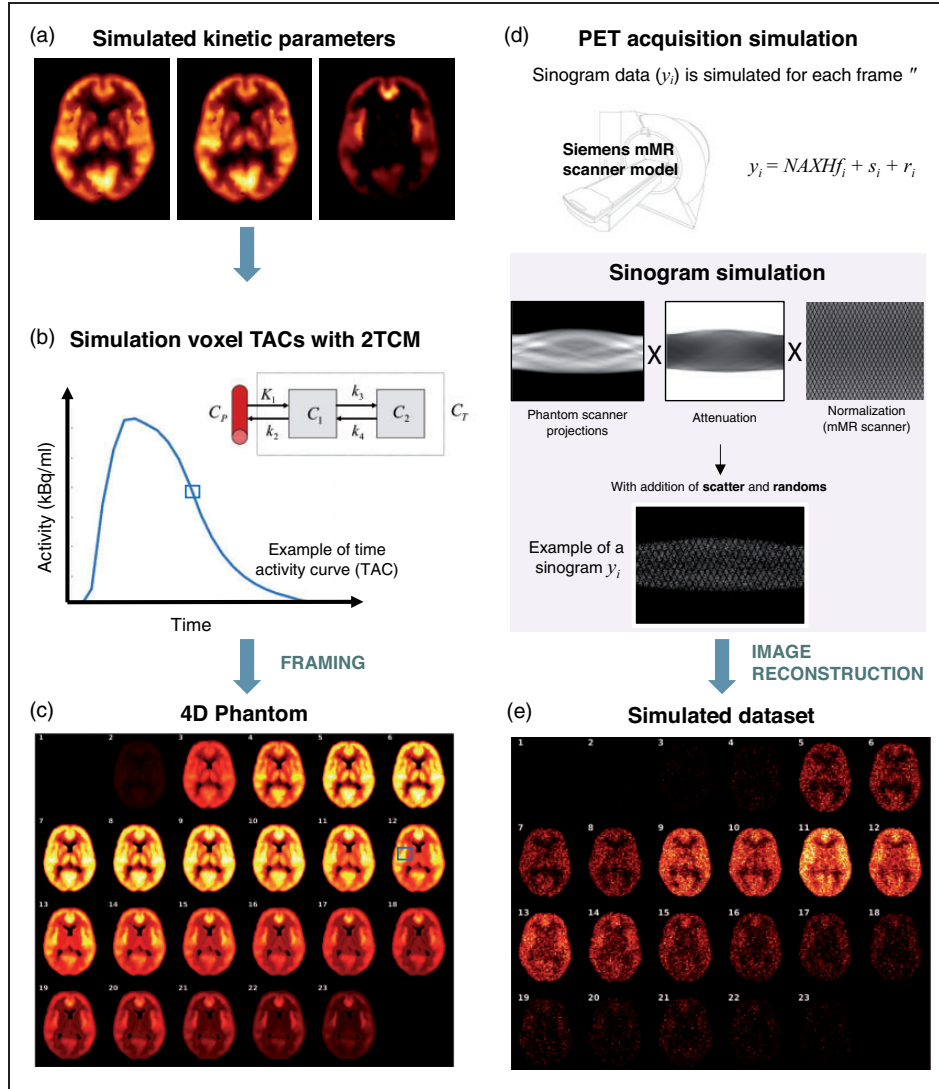 (a)
Simulated kinetic parameters
(b)
Simulation voxel TACs with 2TCM
C_P
K_1
k_2
C_1
k_3
k_4
C_2
C_T
Activity (kBq/ml)
Example of time
activity curve (TAC)
Time
FRAMING
(c)
4D Phantom
1 2 3 4 5 6
7 8 9 10 11 12
13 14 15 16 17 18
19 20 21 22 23
(d)
PET acquisition simulation
Sinogram data (y_i) is simulated for each frame "
Siemens mMR
scanner model
y_i = NAXHf_i + s_i + r_i
Sinogram simulation
X X
Phantom scanner
projections
Attenuation
Normalization
(mMR scanner)
With addition of scatter and randoms
Example of a
sinogram y_i
IMAGE
RECONSTRUCTION
(e)
Simulated dataset
1 2 3 4 5 6
7 8 9 10 11 12
13 14 15 16 17 18
19 20 21 22 23